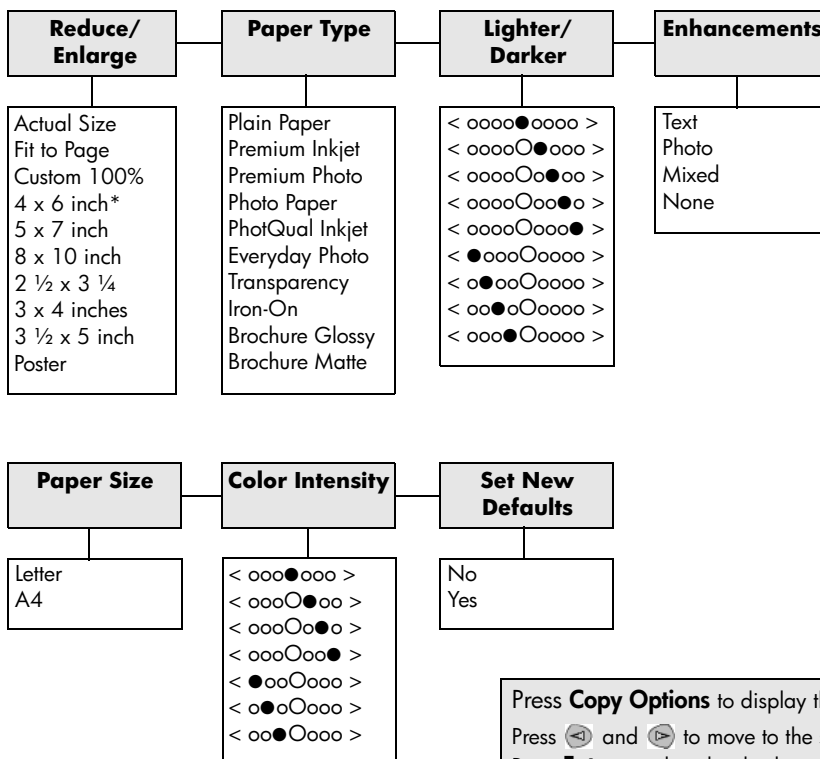 Reduce/
Enlarge
Paper Type
Lighter/
Darker
Enhancements
Actual Size
Fit to Page
Custom 100%
4 x 6 inch*
5 x 7 inch
8 x 10 inch
2 ½ x 3 ¼
3 x 4 inches
3 ½ x 5 inch
Poster
Plain Paper
Premium Inkjet
Premium Photo
Photo Paper
PhotQual Inkjet
Everyday Photo
Transparency
Iron-On
Brochure Glossy
Brochure Matte
< oooo●oooo >
< ooooO●ooo >
< ooooOo●oo >
< ooooOoo●o >
< ooooOooo● >
< ●oooOoooo >
< o●ooOoooo >
< oo●oOoooo >
< ooo●Ooooo >
Text
Photo
Mixed
None
Paper Size
Color Intensity
Set New
Defaults
Letter
A4
< ooo●ooo >
< oooO●oo >
< oooOo●o >
< oooOoo● >
< ●ooOooo >
< o●oOooo >
< oo●Oooo >
No
Yes
Press Copy Options to display
Press and to move to the